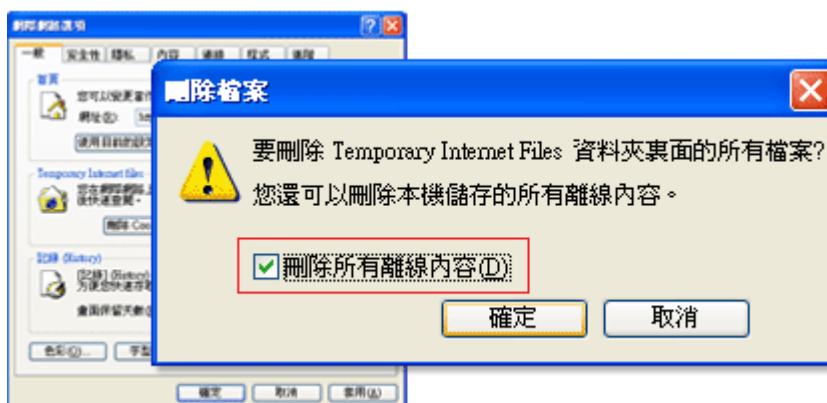 網際網路選項
一般 安全性 隱私 內容 連線 程式 進階
首頁
網址(R):
Temporary Internet files
記錄 (History)
色彩(O)...
確定 取消 套用(A)
刪除檔案
要刪除 Temporary Internet Files 資料夾裏面的所有檔案?
您還可以刪除本機儲存的所有離線內容。
刪除所有離線內容(D)
確定 取消